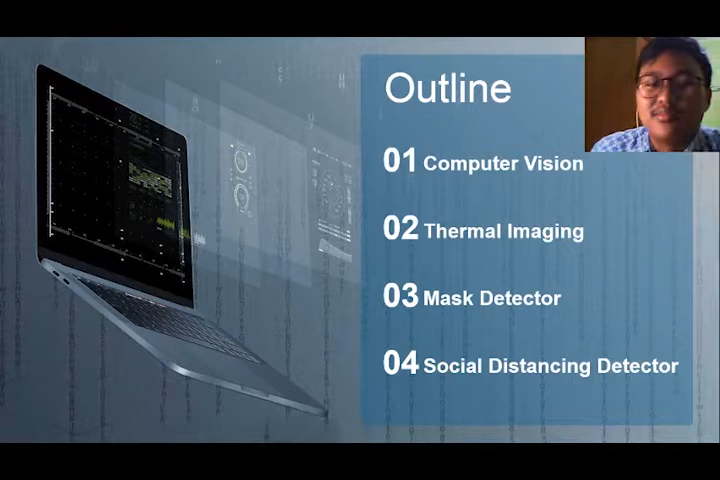 Outline
01 Computer Vision
02 Thermal Imaging
03 Mask Detector
04 Social Distancing Detector